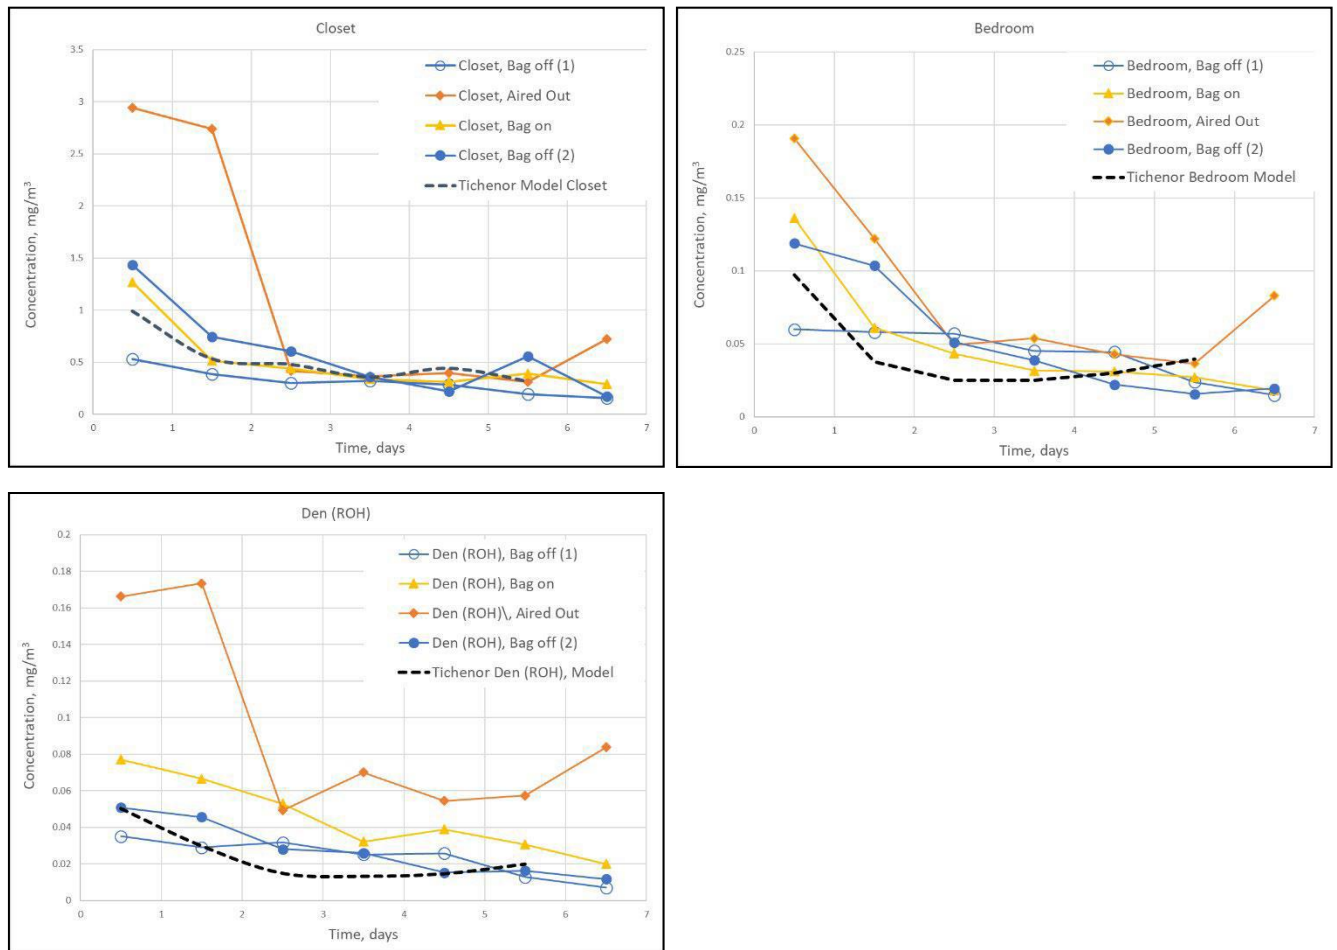 Closet
3.5
3
2.5
2
1.5
1
0.5
0
0 1 2 3 4 5 6 7
Concentration, mg/m³
Time, days
Closet, Bag off (1)
Closet, Aired Out
Closet, Bag on
Closet, Bag off (2)
Tichenor Model Closet
Bedroom
0.25
0.2
0.15
0.1
0.05
0
0 1 2 3 4 5 6 7
Concentration, mg/m³
Time, days
Bedroom, Bag off (1)
Bedroom, Bag on
Bedroom, Aired Out
Bedroom, Bag off (2)
Tichenor Bedroom Model
Den (ROH)
0.2
0.18
0.16
0.14
0.12
0.1
0.08
0.06
0.04
0.02
0
0 1 2 3 4 5 6 7
Concentration, mg/m³
Time, days
Den (ROH), Bag off (1)
Den (ROH), Bag on
Den (ROH)\, Aired Out
Den (ROH), Bag off (2)
Tichenor Den (ROH), Model